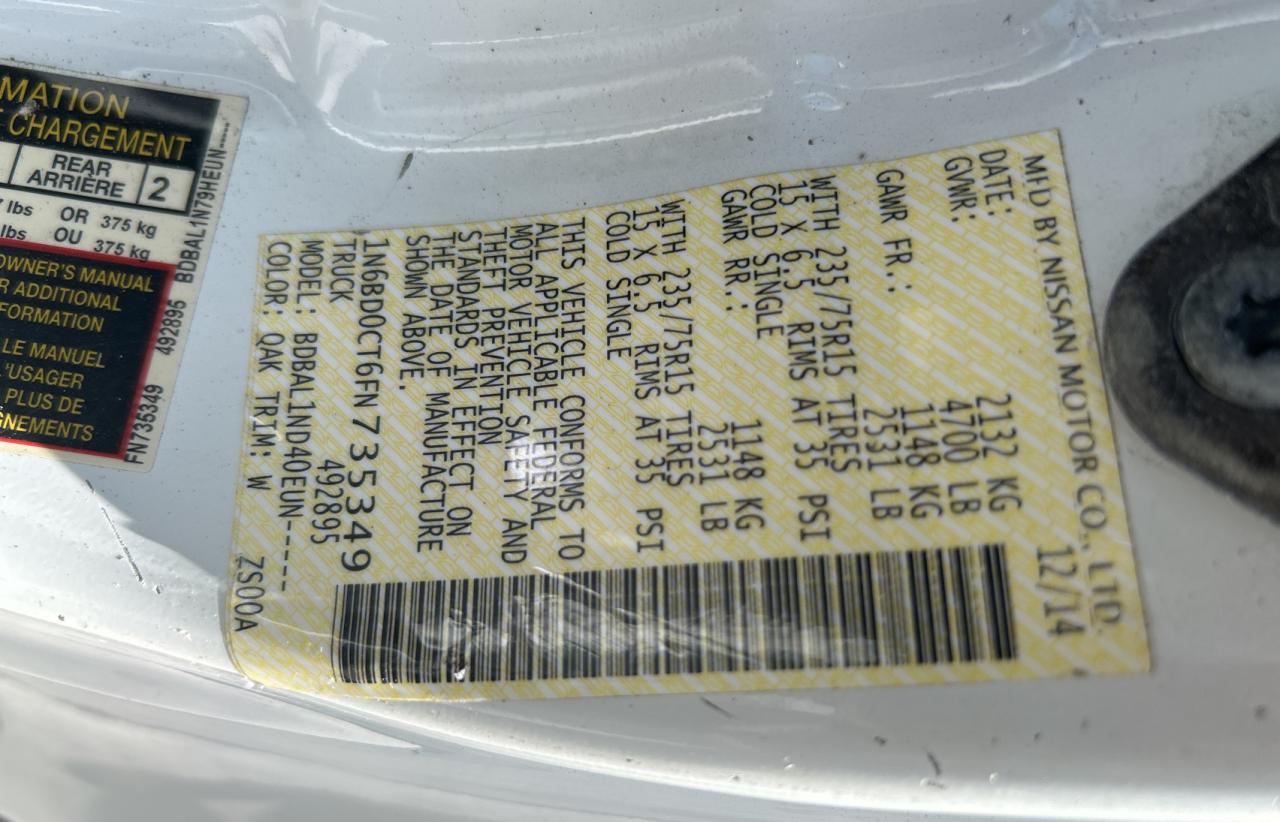 MATION
CHARGEMENT
REAR
ARRIÈRE 2
lbs OR 375 kg
lbs OU 375 kg
OWNER'S MANUAL
ADDITIONAL
FORMATION
LE MANUEL
L'USAGER
PLUS DE
GNEMENTS
FN735349 492895 BDBAL1N79HEUN-----
MFD BY NISSAN MOTOR CO., LTD.
DATE: 12/14
GVWR: 2132 KG
4700 LB
GAWR FR.: 1148 KG
2531 LB
WITH 235/75R15 TIRES
15 X 6.5 RIMS AT 35 PSI
COLD SINGLE
GAWR RR.: 1148 KG
2531 LB
WITH 235/75R15 TIRES
15 X 6.5 RIMS AT 35 PSI
COLD SINGLE
THIS VEHICLE CONFORMS TO
ALL APPLICABLE FEDERAL
MOTOR VEHICLE SAFETY AND
THEFT PREVENTION
STANDARDS IN EFFECT ON
THE DATE OF MANUFACTURE
SHOWN ABOVE.
1N6BD0CT6FN735349
TRUCK 492895
MODEL: BDBALIND40EUN-----
COLOR: QAK TRIM: W ZS00A